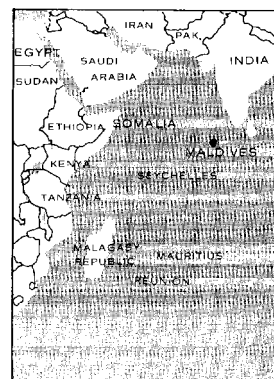 IRAN
PAK.
EGYPT
SAUDI
ARABIA
INDIA
SUDAN
ETHIOPIA
SOMALIA
MALDIVES
KENYA
SEYCHELLES
TANZANIA
MALAGASY
REPUBLIC
MAURITIUS
REUNION